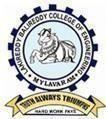 LAKIREDDY BALIREDDY COLLEGE OF ENGINEERING
MYLAVARAM
TRUTH ALWAYS TRIUMPHS
HARD WORK PAYS